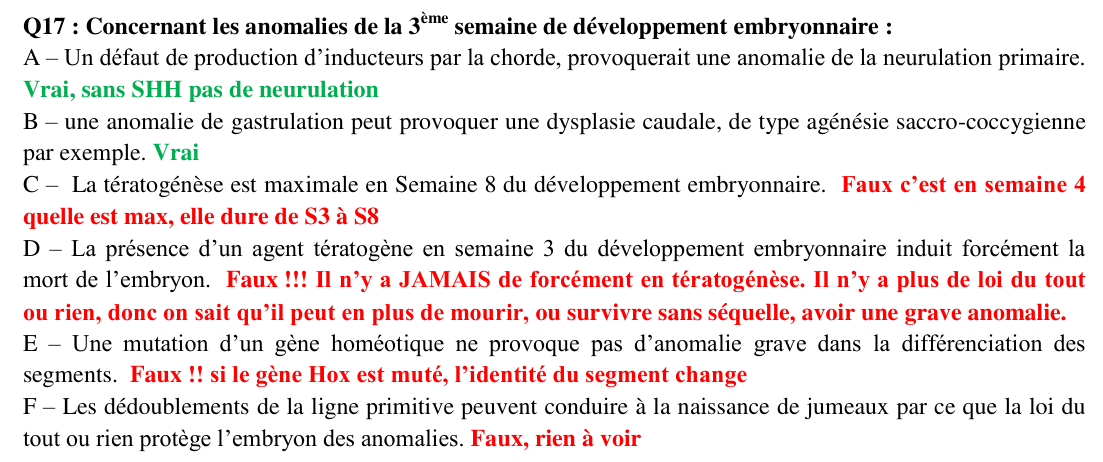 Q17 : Concernant les anomalies de la 3ème semaine de développement embryonnaire :
A – Un défaut de production d’inducteurs par la chorde, provoquerait une anomalie de la neurulation primaire.
Vrai, sans SHH pas de neurulation
B – une anomalie de gastrulation peut provoquer une dysplasie caudale, de type agénésie saccro-coccygienne
par exemple. Vrai
C – La tératogénèse est maximale en Semaine 8 du développement embryonnaire. Faux c’est en semaine 4
quelle est max, elle dure de S3 à S8
D – La présence d’un agent tératogène en semaine 3 du développement embryonnaire induit forcément la
mort de l’embryon. Faux !!! Il n’y a JAMAIS de forcément en tératogénèse. Il n’y a plus de loi du tout
ou rien, donc on sait qu’il peut en plus de mourir, ou survivre sans séquelle, avoir une grave anomalie.
E – Une mutation d’un gène homéotique ne provoque pas d’anomalie grave dans la différenciation des
segments. Faux !! si le gène Hox est muté, l’identité du segment change
F – Les dédoublements de la ligne primitive peuvent conduire à la naissance de jumeaux par ce que la loi du
tout ou rien protège l’embryon des anomalies. Faux, rien à voir